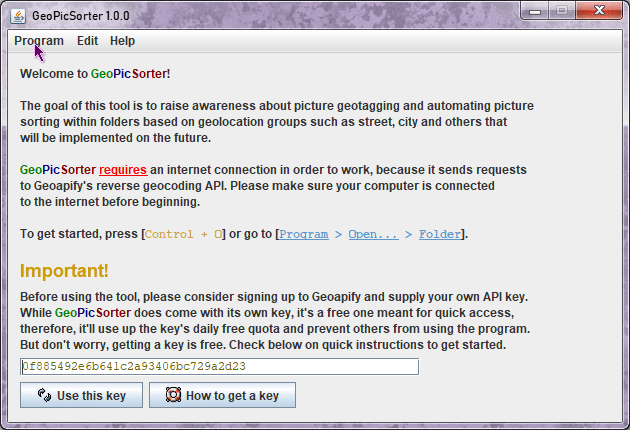 GeoPicSorter 1.0.0
Program Edit Help
Welcome to GeoPicSorter!
The goal of this tool is to raise awareness about picture geotagging and automating picture
sorting within folders based on geolocation groups such as street, city and others that
will be implemented on the future.
GeoPicSorter requires an internet connection in order to work, because it sends requests
to Geoapify's reverse geocoding API. Please make sure your computer is connected
to the internet before beginning.
To get started, press [Control + O] or go to [Program > Open... > Folder].
Important!
Before using the tool, please consider signing up to Geoapify and supply your own API key.
While GeoPicSorter does come with its own key, it's a free one meant for quick access,
therefore, it'll use up the key's daily free quota and prevent others from using the program.
But don't worry, getting a key is free. Check below on quick instructions to get started.
0f885492e6b641c2a93406bc729a2d23
Use this key How to get a key